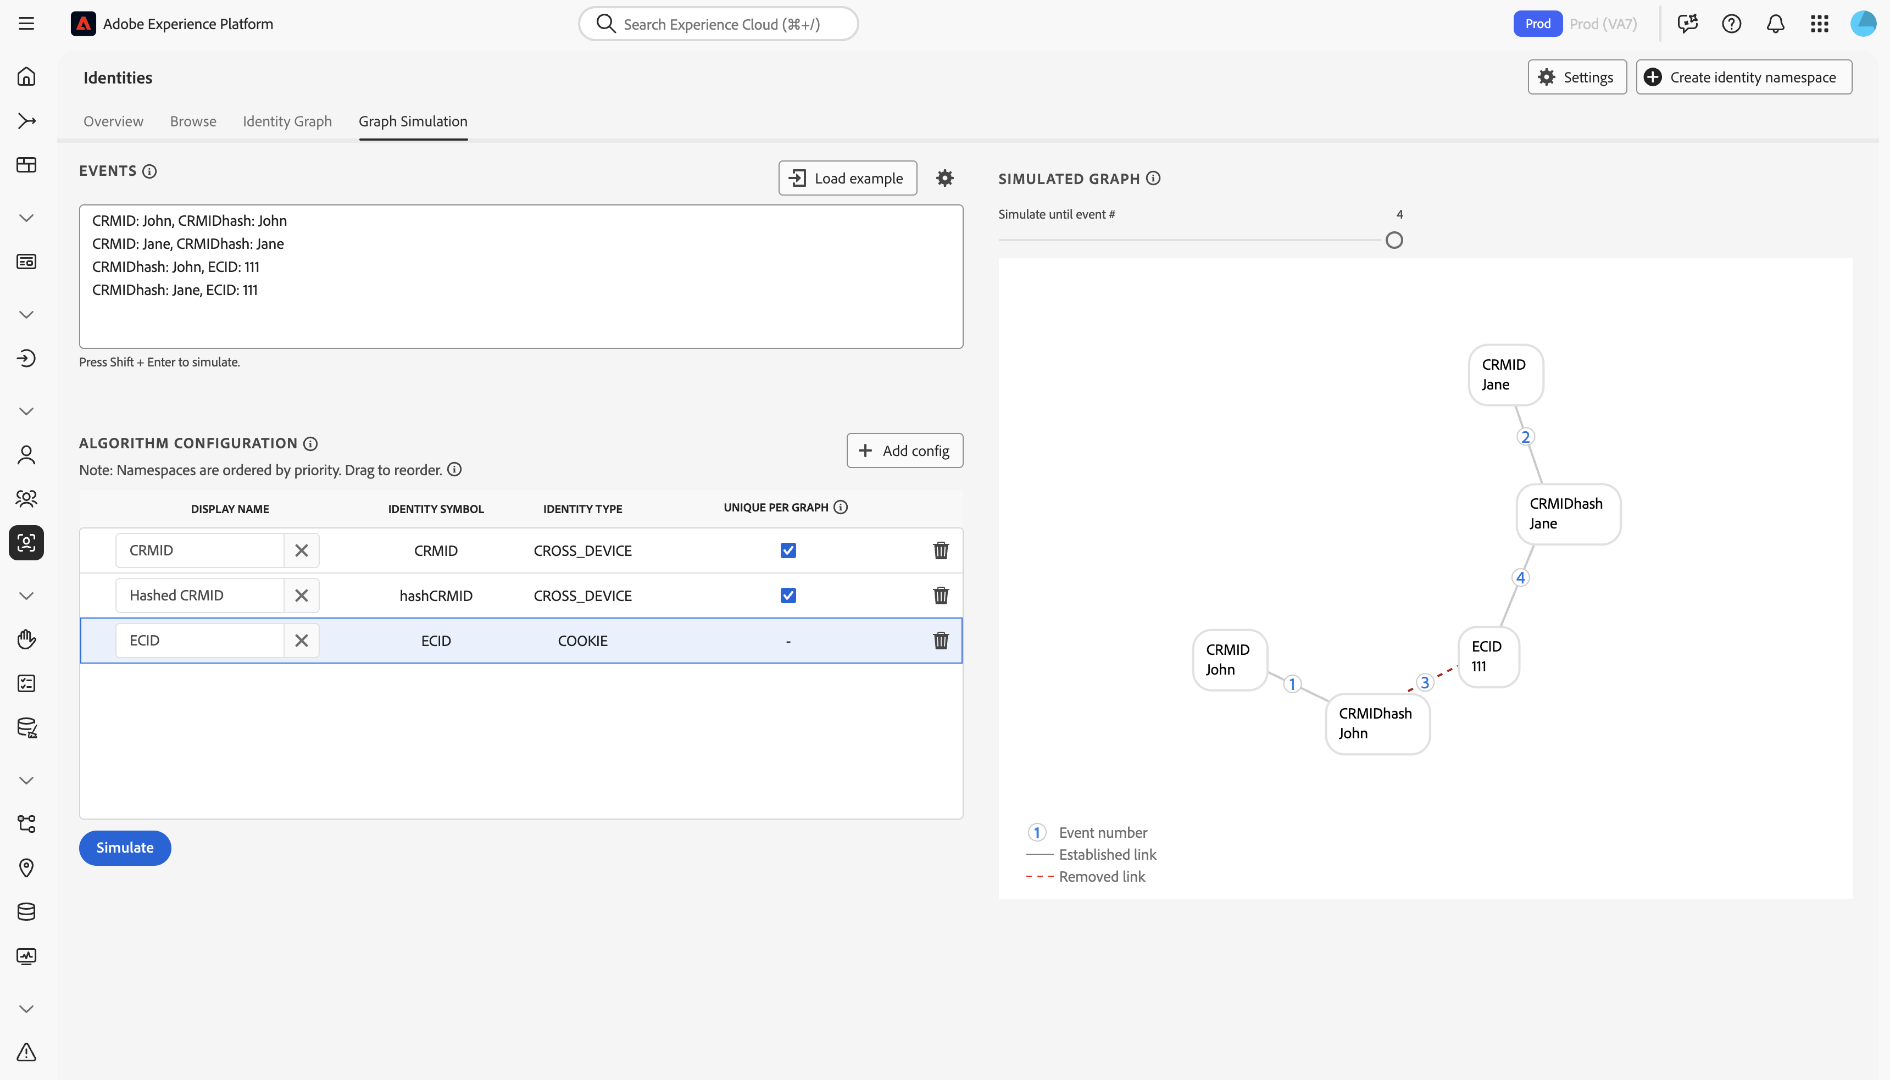 Adobe Experience Platform
Search Experience Cloud (⌘+/)
Prod
Prod (VA7)
Identities
Settings
Create identity namespace
Overview
Browse
Identity Graph
Graph Simulation
EVENTS
Load example
CRMID: John, CRMIDhash: John
CRMID: Jane, CRMIDhash: Jane
CRMIDhash: John, ECID: 111
CRMIDhash: Jane, ECID: 111
Press Shift + Enter to simulate.
ALGORITHM CONFIGURATION
Note: Namespaces are ordered by priority. Drag to reorder.
Add config
DISPLAY NAME
IDENTITY SYMBOL
IDENTITY TYPE
UNIQUE PER GRAPH
CRMID
CRMID
CROSS_DEVICE
Hashed CRMID
hashCRMID
CROSS_DEVICE
ECID
ECID
COOKIE
-
Simulate
SIMULATED GRAPH
Simulate until event #
4
CRMID
Jane
2
CRMIDhash
Jane
4
ECID
111
CRMID
John
1
3
CRMIDhash
John
1
Event number
Established link
Removed link